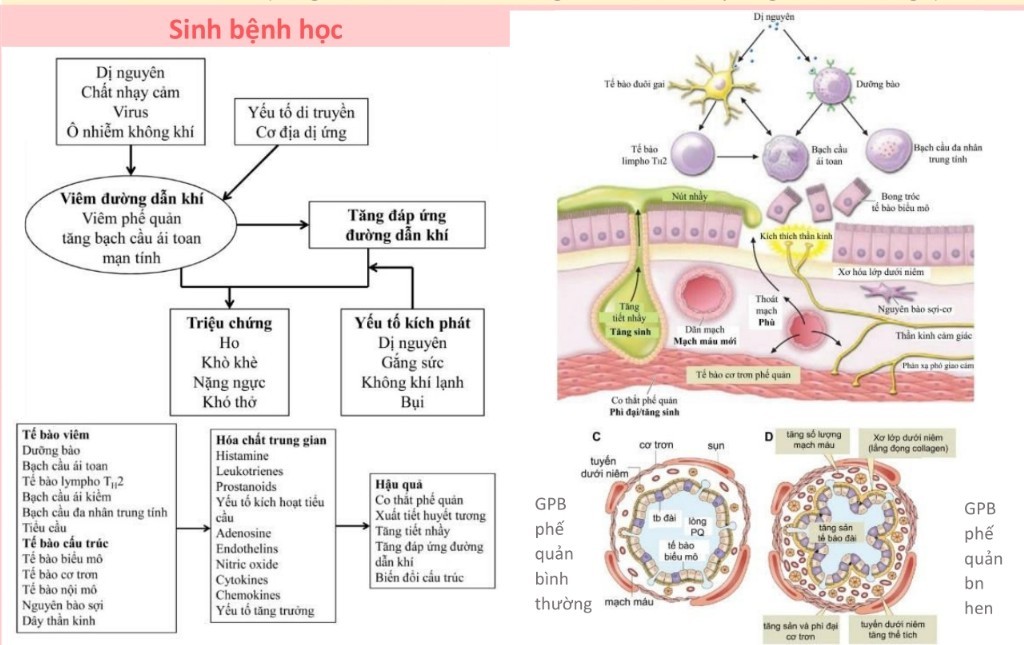 Sinh bệnh học
Dị nguyên
Chất nhạy cảm
Virus
Ô nhiễm không khí
Yếu tố di truyền
Cơ địa dị ứng
Viêm đường dẫn khí
Viêm phế quản
tăng bạch cầu ái toan
mạn tính
Tăng đáp ứng
đường dẫn khí
Triệu chứng
Ho
Khò khè
Nặng ngực
Khó thở
Yếu tố kích phát
Dị nguyên
Gắng sức
Không khí lạnh
Bụi
Tế bào viêm
Dưỡng bào
Bạch cầu ái toan
Tế bào lympho TH2
Bạch cầu ái kiềm
Bạch cầu đa nhân trung tính
Tiểu cầu
Tế bào cấu trúc
Tế bào biểu mô
Tế bào cơ trơn
Tế bào nội mô
Nguyên bào sợi
Dây thần kinh
Hóa chất trung gian
Histamine
Leukotrienes
Prostanoids
Yếu tố kích hoạt tiểu
cầu
Adenosine
Endothelins
Nitric oxide
Cytokines
Chemokines
Yếu tố tăng trưởng
Hậu quả
Co thắt phế quản
Xuất tiết huyết tương
Tăng tiết nhầy
Tăng đáp ứng đường
dẫn khí
Biến đổi cấu trúc
Dị nguyên
Tế bào đuôi gai
Dưỡng bào
Tế bào
limpho TH2
Bạch cầu
ái toan
Bạch cầu đa nhân
trung tính
Nút nhầy
Bong tróc
tế bào biểu mô
Kích thích thần kinh
Xơ hóa lớp dưới niêm
Nguyên bào sợi-cơ
Tăng
tiết nhầy
Tăng sinh
Dãn mạch
Mạch máu mới
Thoát
mạch
Phù
Thần kinh cảm giác
Phản xạ phó giao cảm
Tế bào cơ trơn phế quản
Co thắt phế quản
Phì đại/tăng sinh
C
cơ trơn
sụn
tuyến
dưới niêm
tb đài
lòng
PQ
tế bào
biểu mô
mạch máu
GPB
phế
quản
bình
thường
D
tăng số lượng
mạch máu
Xơ lớp dưới niêm
(lắng đọng collagen)
tăng sản
tế bào đài
tăng sản và phì đại
cơ trơn
tuyến dưới niêm
tăng thể tích
GPB
phế
quản
bn
hen